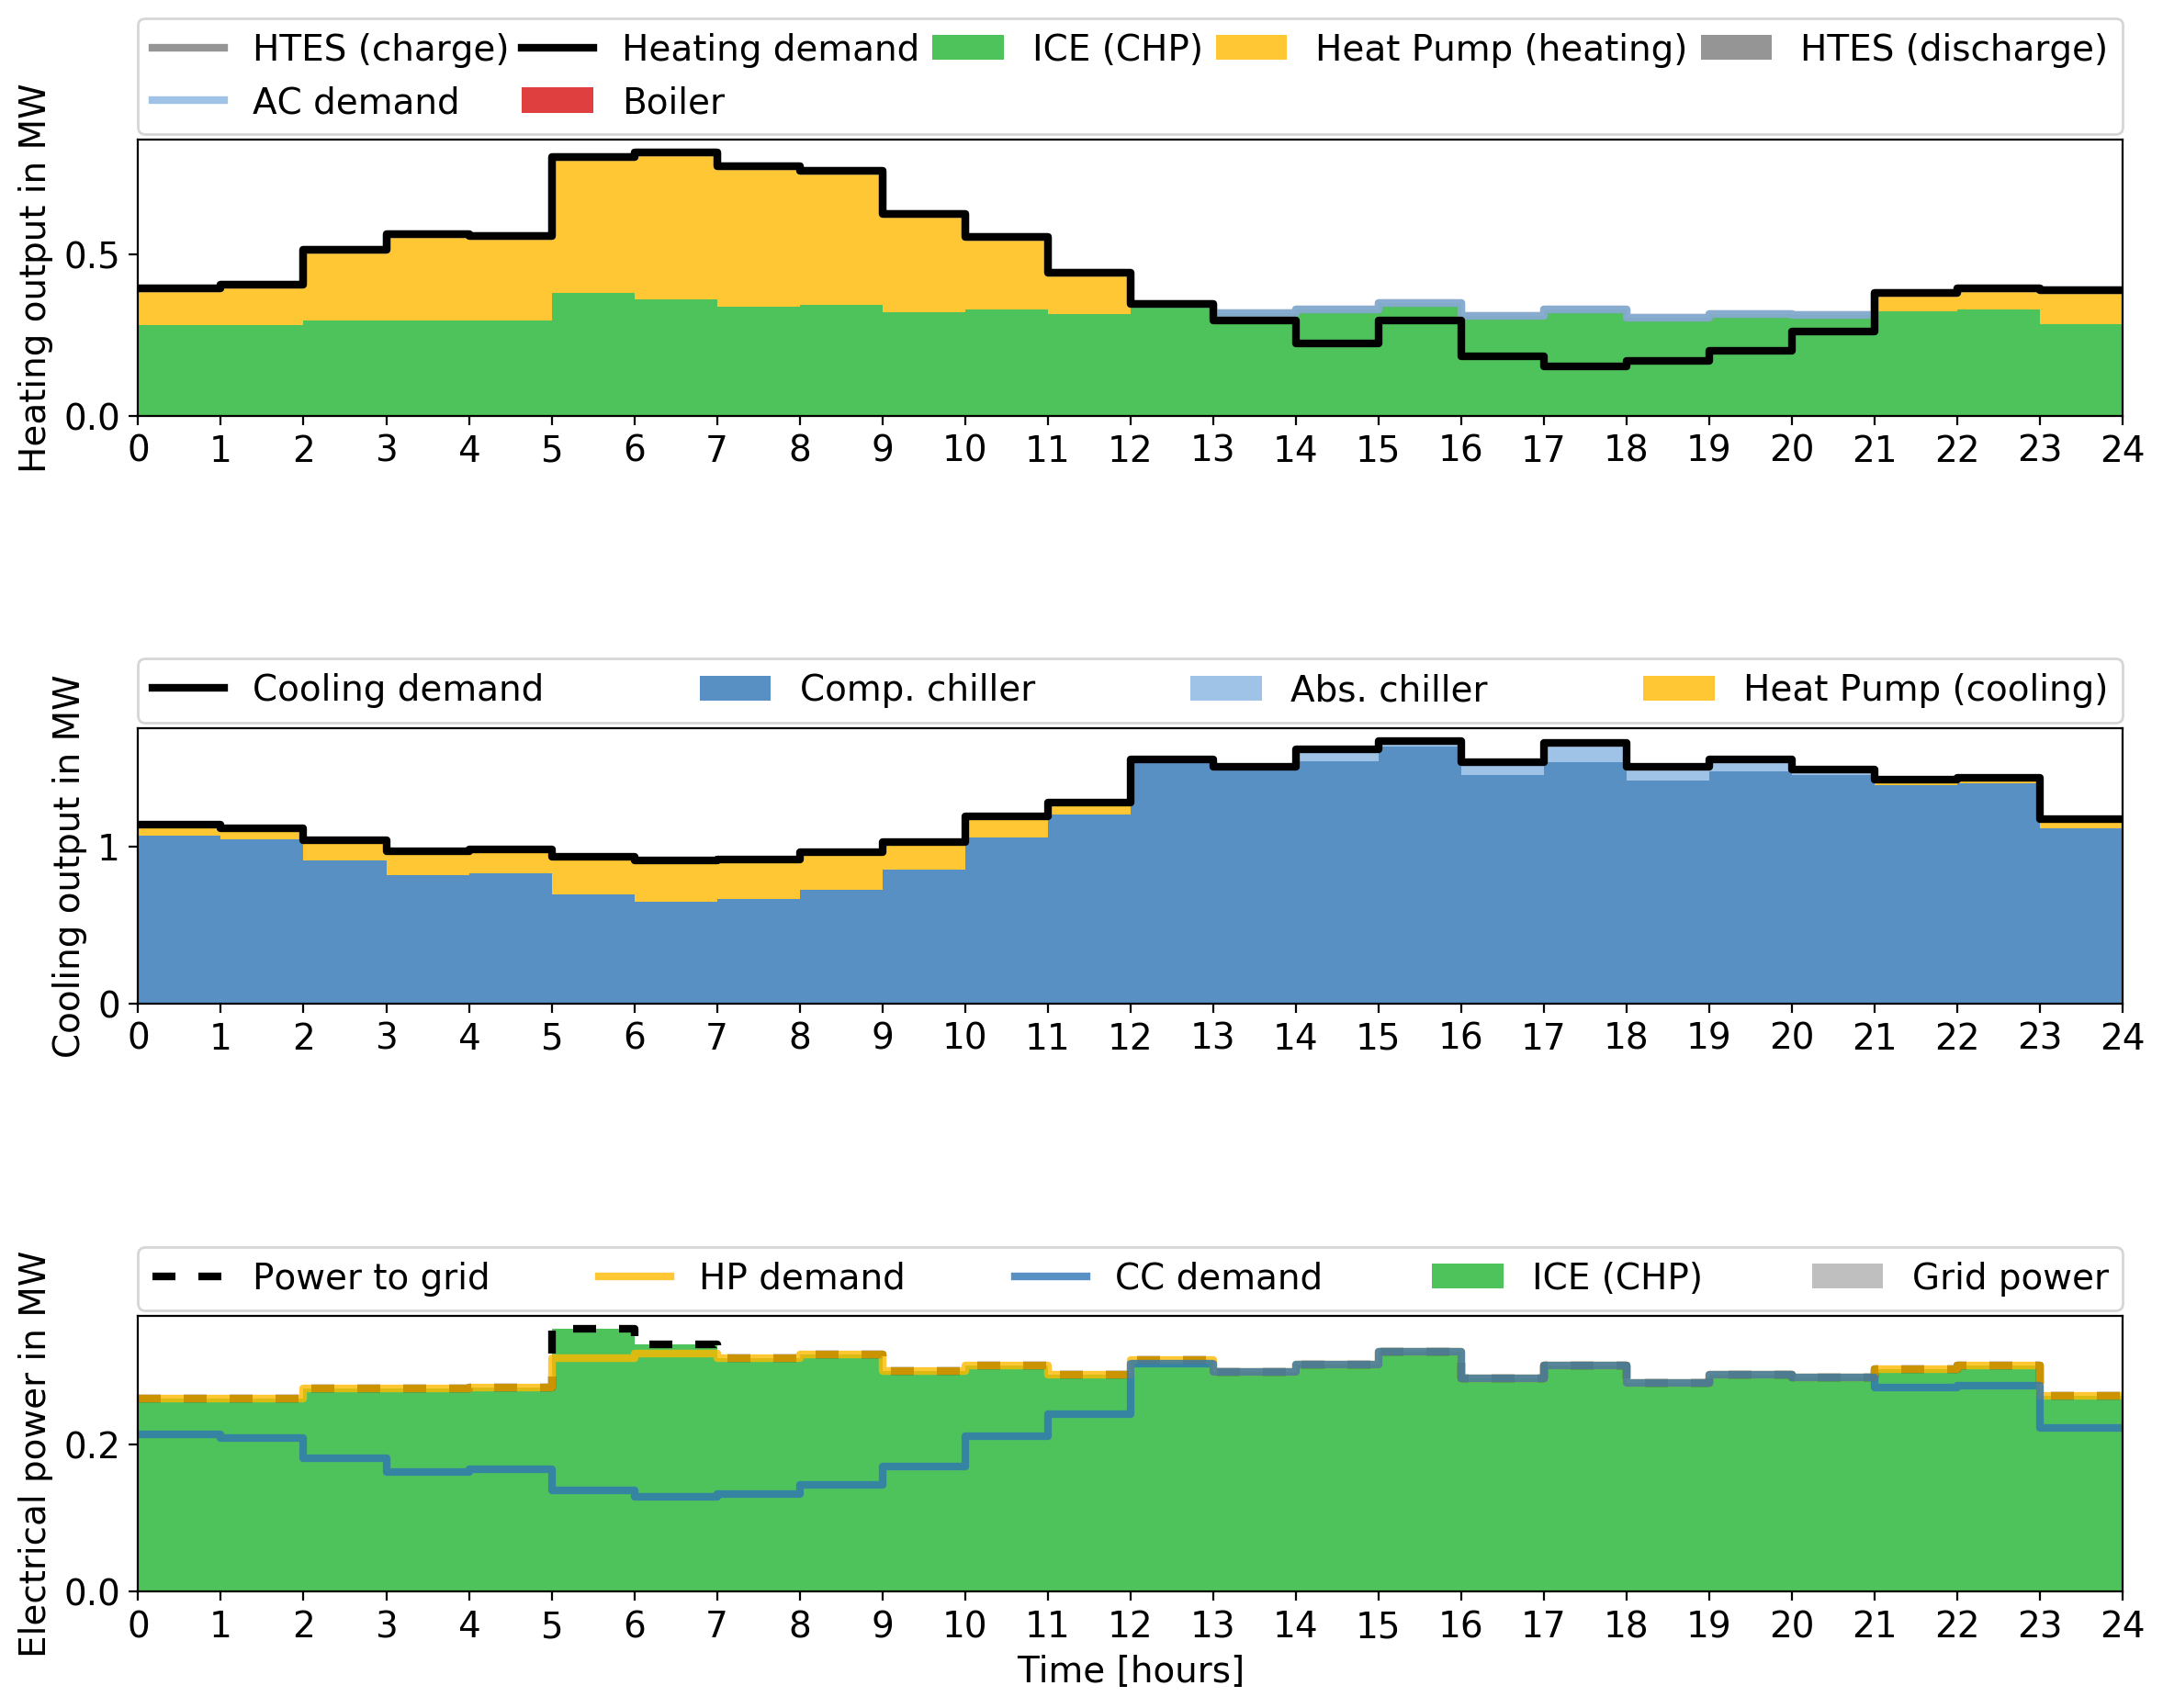 HTES (charge) Heating demand ICE (CHP) Heat Pump (heating) HTES (discharge)
AC demand Boiler
Heating output in MW
0.5
0.0
0 1 2 3 4 5 6 7 8 9 10 11 12 13 14 15 16 17 18 19 20 21 22 23 24
Cooling demand Comp. chiller Abs. chiller Heat Pump (cooling)
Cooling output in MW
1
0
0 1 2 3 4 5 6 7 8 9 10 11 12 13 14 15 16 17 18 19 20 21 22 23 24
Power to grid HP demand CC demand ICE (CHP) Grid power
Electrical power in MW
0.2
0.0
0 1 2 3 4 5 6 7 8 9 10 11 12 13 14 15 16 17 18 19 20 21 22 23 24
Time [hours]